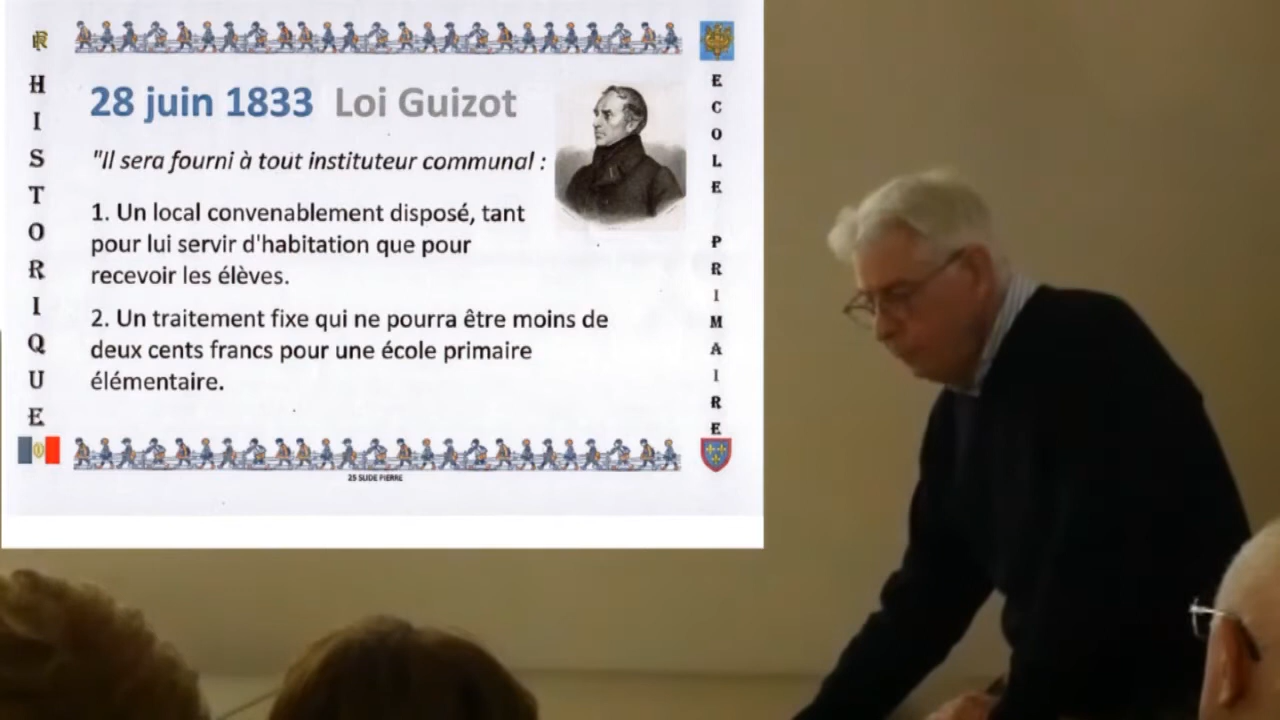 HISTORIQUE
28 juin 1833 Loi Guizot
"Il sera fourni à tout instituteur communal :
1. Un local convenablement disposé, tant
pour lui servir d'habitation que pour
recevoir les élèves.
2. Un traitement fixe qui ne pourra être moins de
deux cents francs pour une école primaire
élémentaire.
25 SLIDE PIERRE
ECOLE PRIMAIRE